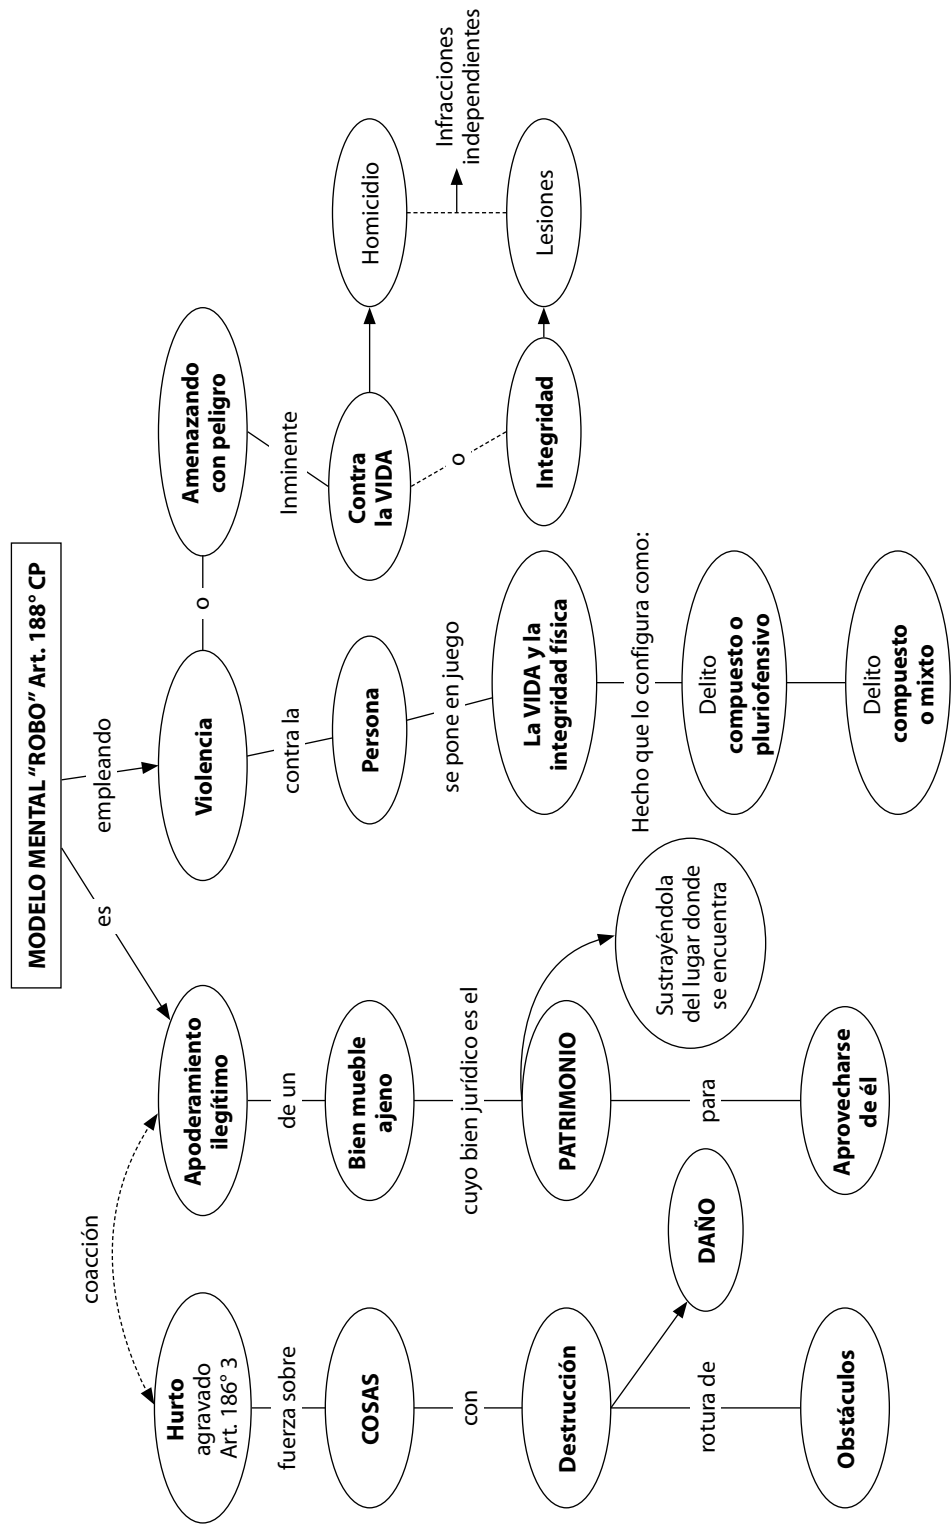 MODELO MENTAL “ROBO” Art. 188° CP
es
empleando
coacción
Hurto
agravado
Art. 186° 3
fuerza sobre
COSAS
con
Destrucción
DAÑO
rotura de
Obstáculos
Apoderamiento
ilegítimo
de un
Bien mueble
ajeno
cuyo bien jurídico es el
PATRIMONIO
Sustrayéndola
del lugar donde
se encuentra
para
Aprovecharse
de él
Violencia
o
contra la
Persona
se pone en juego
La VIDA y la
integridad física
Hecho que lo configura como:
Delito
compuesto o
pluriofensivo
Delito
compuesto
o mixto
Amenazando
con peligro
Inminente
Contra
la VIDA
o
Integridad
Homicidio
Lesiones
Infracciones
independientes